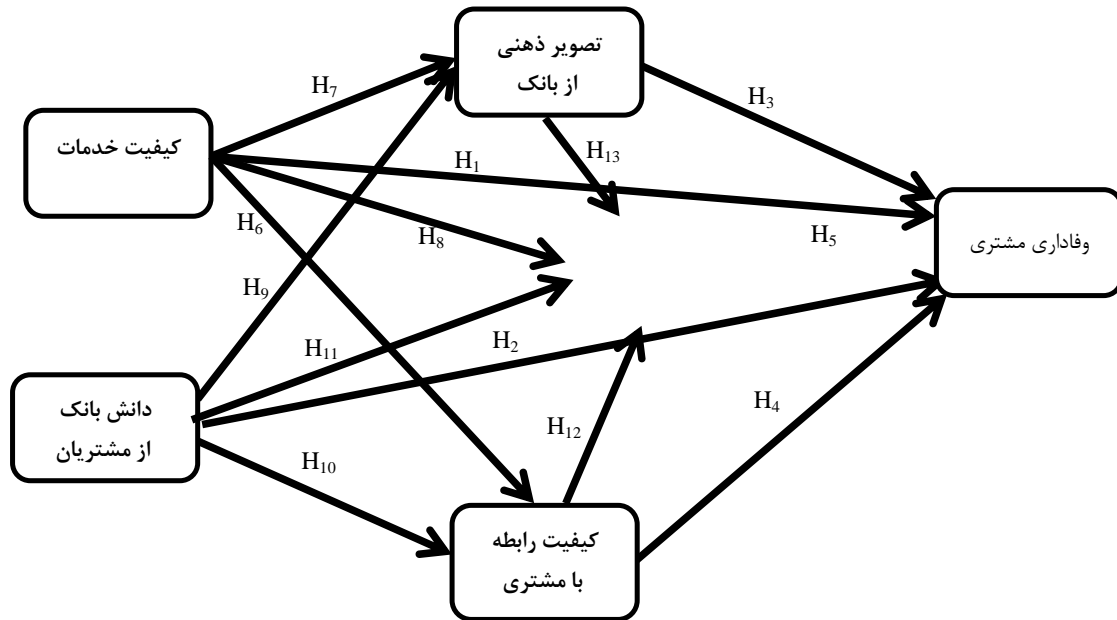 تصویر ذهنی
از بانک
H7
H3
کیفیت خدمات
H13
H1
H6
H8
H5
وفاداری مشتری
H9
H11
H2
دانش بانک
از مشتریان
H4
H12
H10
کیفیت رابطه
با مشتری